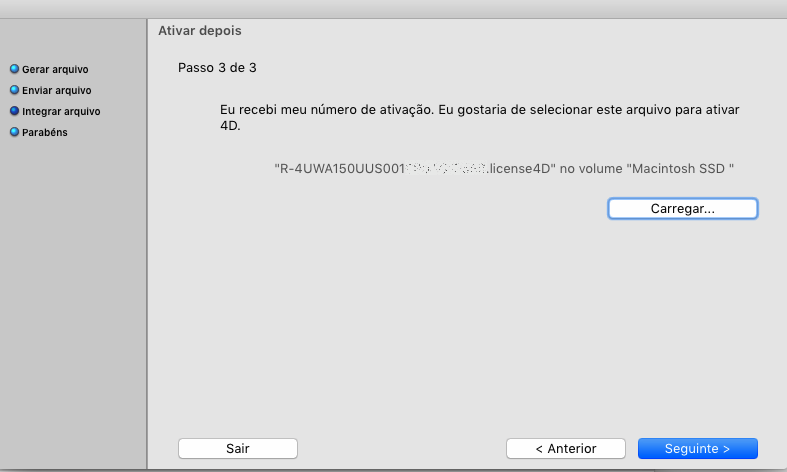 Ativar depois
Gerar arquivo
Enviar arquivo
Integrar arquivo
Parabéns
Passo 3 de 3
Eu recebi meu número de ativação. Eu gostaria de selecionar este arquivo para ativar
4D.
"R-4UWA150UUS001 .license4D" no volume "Macintosh SSD "
Carregar...
Sair
< Anterior
Seguinte >